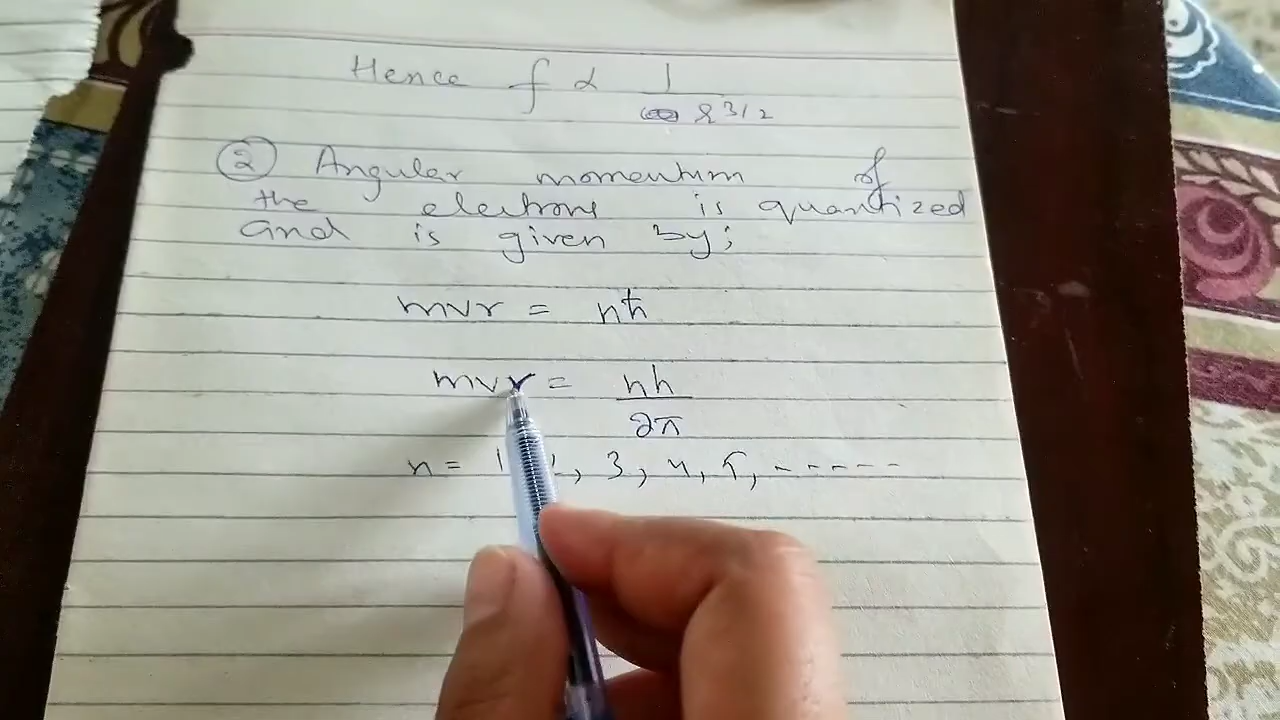 Hence f α 1
r 3/2
② Angular momentum of
the electrons is quantized
and is given by;
mvr = nħ
mvr = nh
2π
n = 1 2, 3, 4, 5, -----